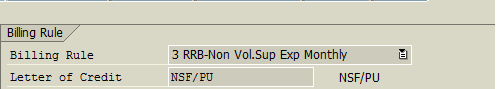 Billing Rule
Billing Rule 3 RRB-Non Vol.Sup Exp Monthly
Letter of Credit NSF/PU NSF/PU